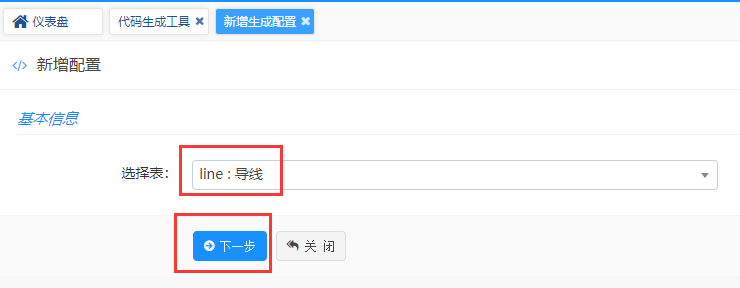 仪表盘 代码生成工具 新增生成配置
新增配置
基本信息
选择表： line : 导线
下一步 关 闭